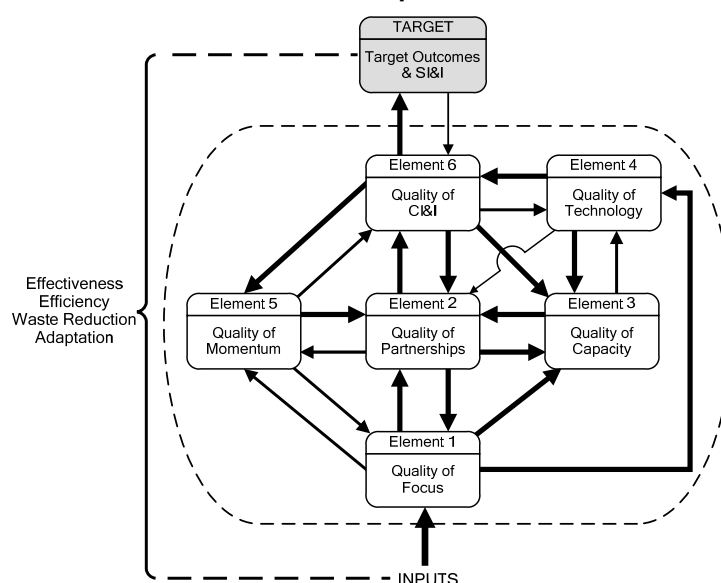 TARGET
Target Outcomes
& SI&I
Element 6
Quality of
CI&I
Element 4
Quality of
Technology
Effectiveness
Efficiency
Waste Reduction
Adaptation
Element 5
Quality of
Momentum
Element 2
Quality of
Partnerships
Element 3
Quality of
Capacity
Element 1
Quality of
Focus
INPUTS